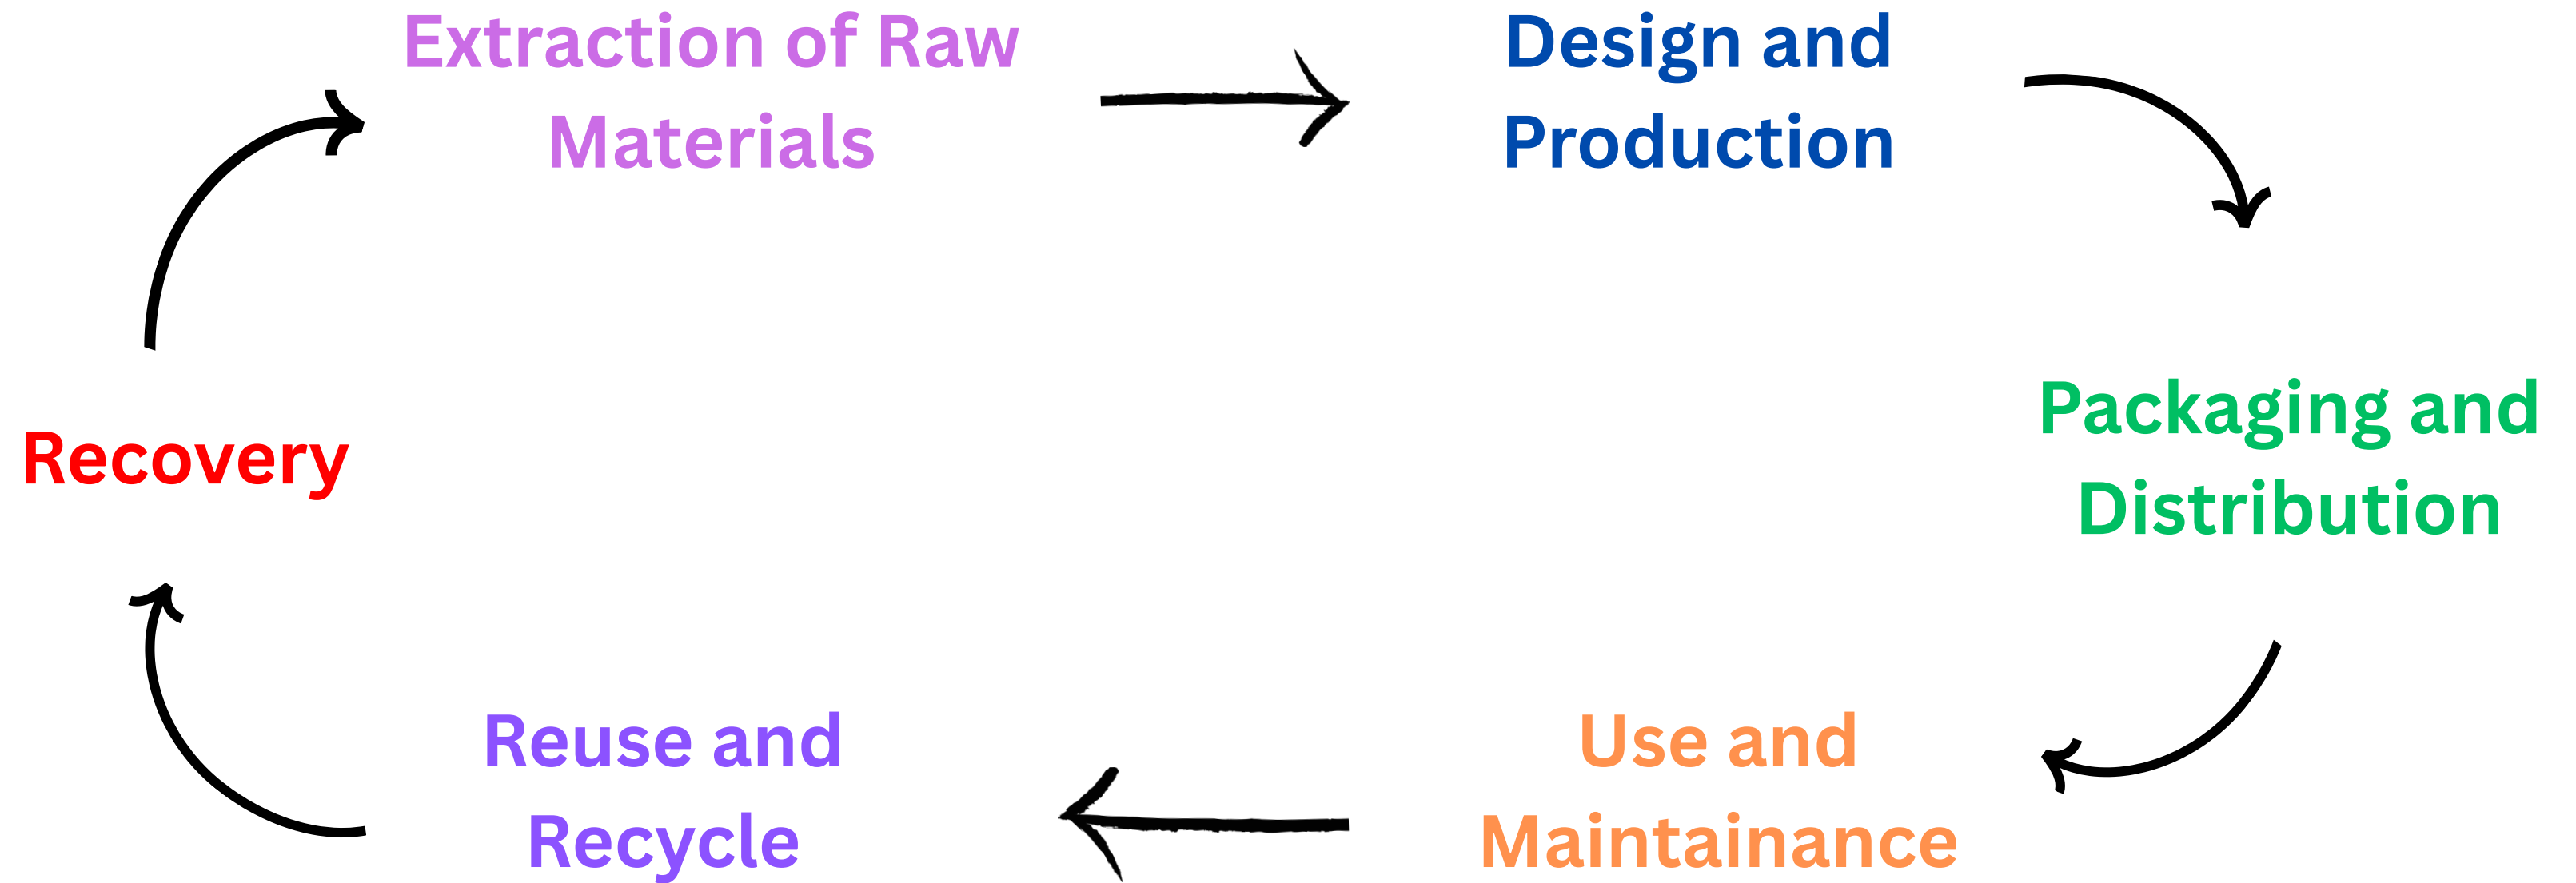 Extraction of Raw
Materials
Design and
Production
Packaging and
Distribution
Use and
Maintainance
Reuse and
Recycle
Recovery